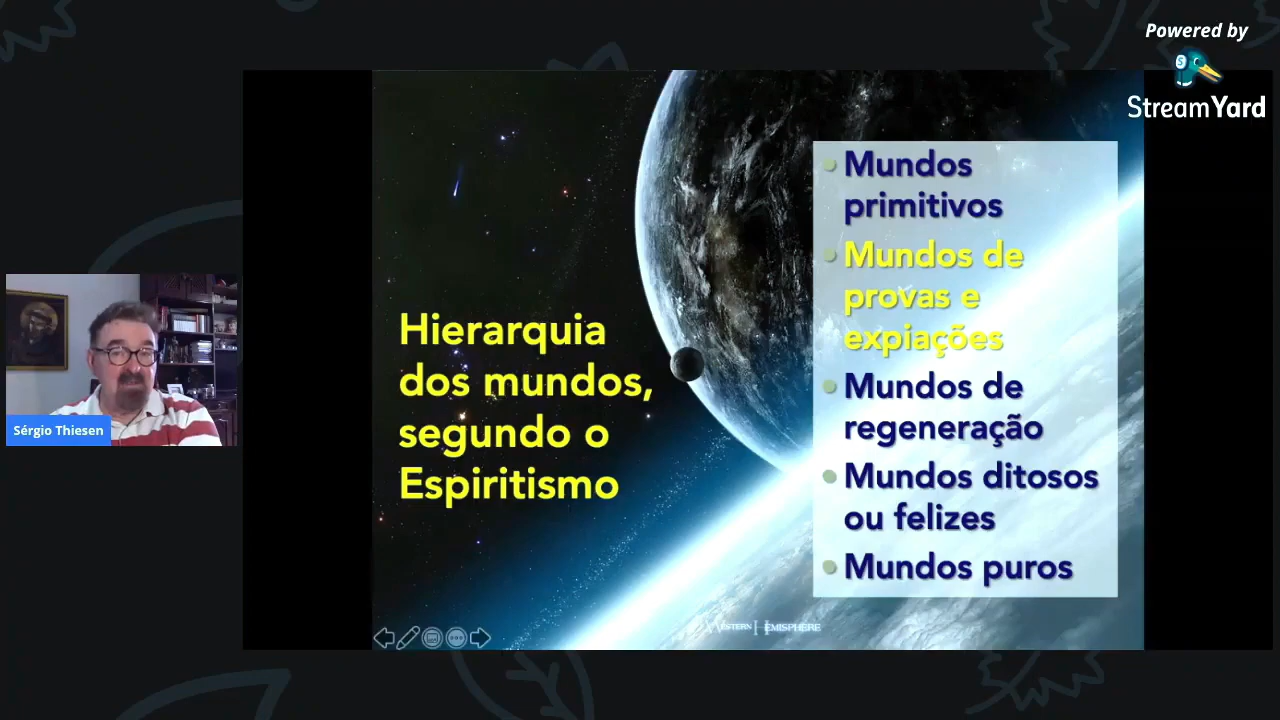 Powered by
StreamYard
Hierarquia
dos mundos,
segundo o
Espiritismo
• Mundos
primitivos
• Mundos de
provas e
expiações
• Mundos de
regeneração
• Mundos ditosos
ou felizes
• Mundos puros
Sérgio Thiesen
Western Hemisphere